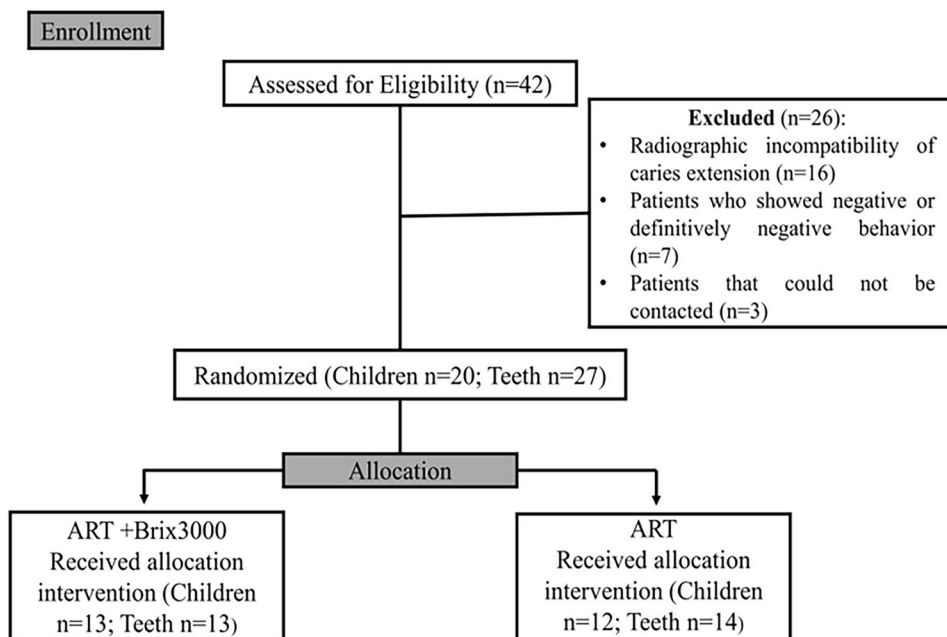 Enrollment
Assessed for Eligibility (n=42)
Excluded (n=26):
• Radiographic incompatibility of
caries extension (n=16)
• Patients who showed negative or
definitively negative behavior
(n=7)
• Patients that could not be
contacted (n=3)
Randomized (Children n=20; Teeth n=27)
Allocation
ART +Brix3000
Received allocation
intervention (Children
n=13; Teeth n=13)
ART
Received allocation
intervention (Children
n=12; Teeth n=14)